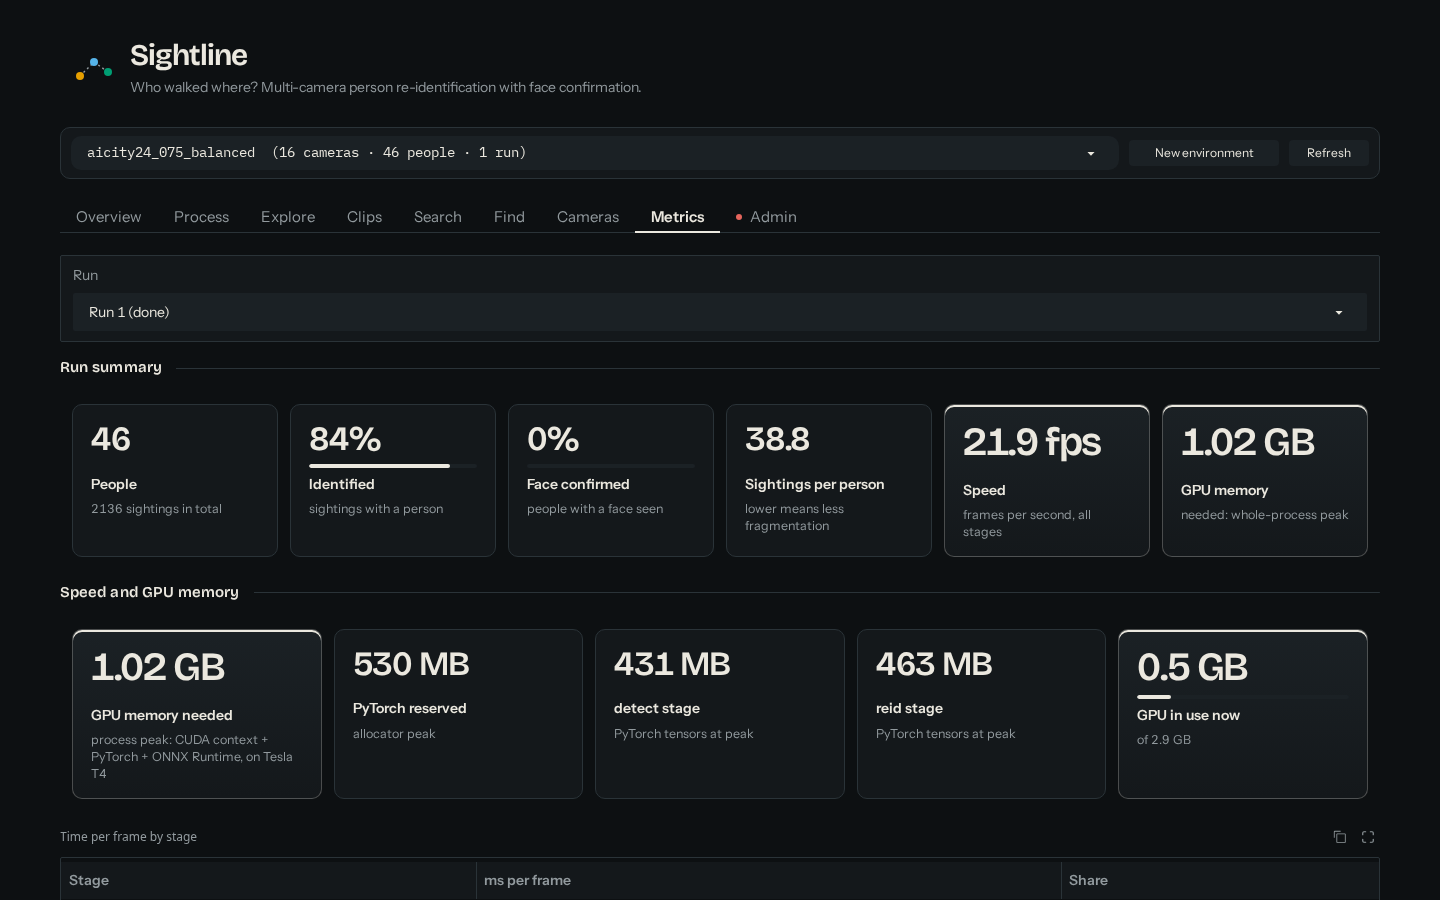 Sightline
Who walked where? Multi-camera person re-identification with face confirmation.
aicity24_075_balanced (16 cameras · 46 people · 1 run)
New environment
Refresh
Overview
Process
Explore
Clips
Search
Find
Cameras
Metrics
Admin
Run
Run 1 (done)
Run summary
46
People
2136 sightings in total
84%
Identified
sightings with a person
0%
Face confirmed
people with a face seen
38.8
Sightings per person
lower means less
fragmentation
21.9 fps
Speed
frames per second, all
stages
1.02 GB
GPU memory
needed: whole-process peak
Speed and GPU memory
1.02 GB
GPU memory needed
process peak: CUDA context +
PyTorch + ONNX Runtime, on Tesla
T4
530 MB
PyTorch reserved
allocator peak
431 MB
detect stage
PyTorch tensors at peak
463 MB
reid stage
PyTorch tensors at peak
0.5 GB
GPU in use now
of 2.9 GB
Time per frame by stage
Stage
ms per frame
Share